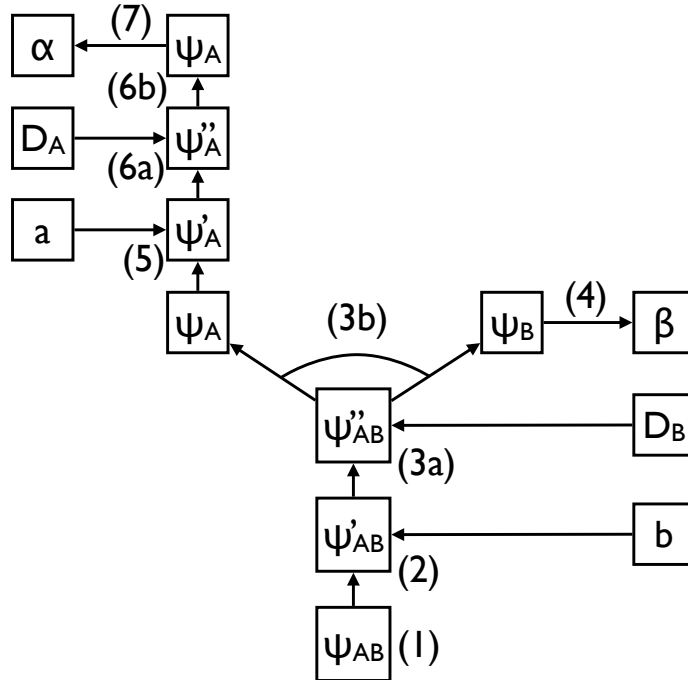 (7)
α ψA
(6b)
DA ψ''A
(6a)
a ψ'A
(5)
ψA (3b) ψB (4) β
ψ''AB DB
(3a)
ψ'AB b
(2)
ψAB (1)